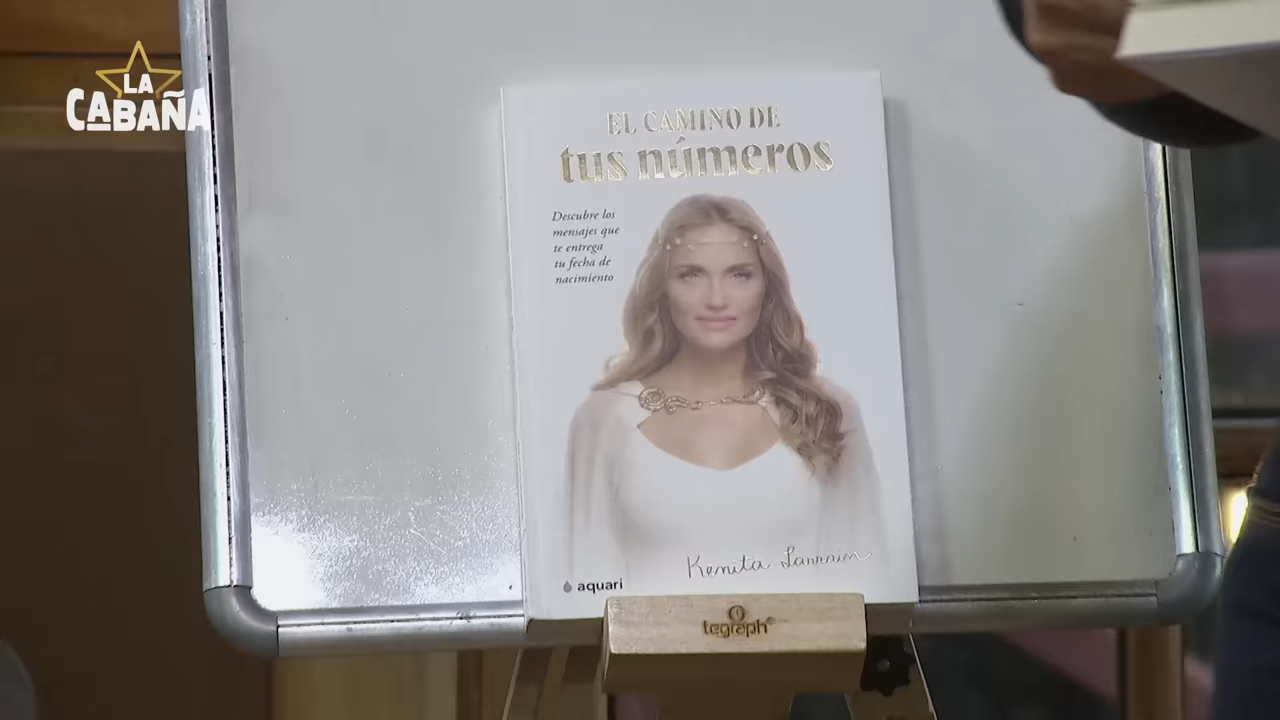 LA
CABAÑA
EL CAMINO DE
tus números
Descubre los
mensajes que
te entrega
tu fecha de
nacimiento
Kenita Larrain
aquari
tegraph